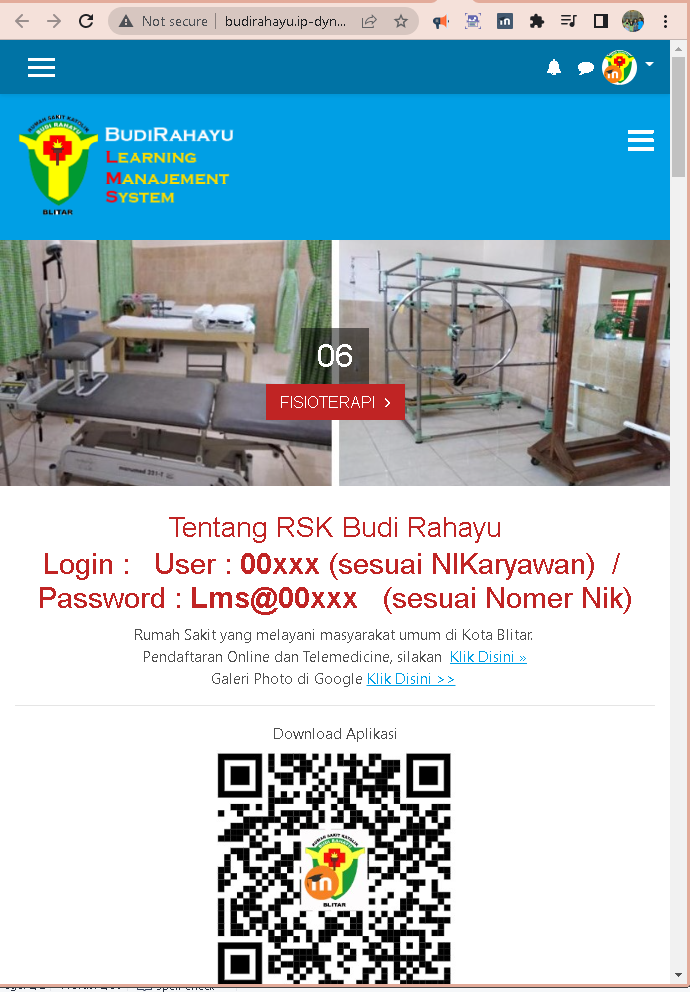 Not secure
budirahayu.ip-dyn...
RUMAH SAKIT KATOLIK
BUDI RAHAYU
BLITAR
BUDIRAHAYU
LEARNING
MANAJEMENT
SYSTEM
06
FISIOTERAPI
Tentang RSK Budi Rahayu
Login : User : 00xxx (sesuai NIKaryawan) /
Password : Lms@00xxx (sesuai Nomer Nik)
Rumah Sakit yang melayani masyarakat umum di Kota Blitar.
Pendaftaran Online dan Telemedicine, silakan Klik Disini »
Galeri Photo di Google Klik Disini >>
Download Aplikasi
RUMAH SAKIT KATOLIK
BUDI RAHAYU
BLITAR